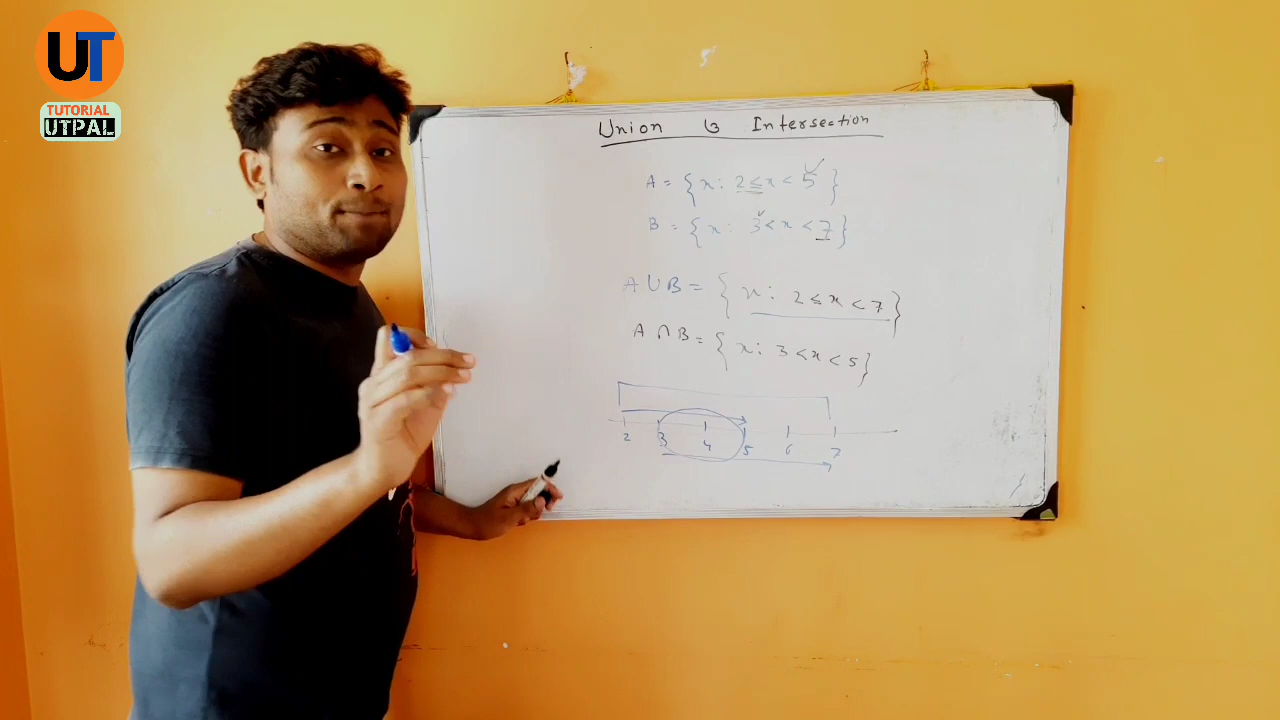 UT
TUTORIAL
UTPAL
Union ও Intersection
A = {x: 2 ≤ x < 5}
B = {x: 3 < x < 7}
A ∪ B = {x: 2 ≤ x < 7}
A ∩ B = {x: 3 < x < 5}
2 3 4 5 6 7